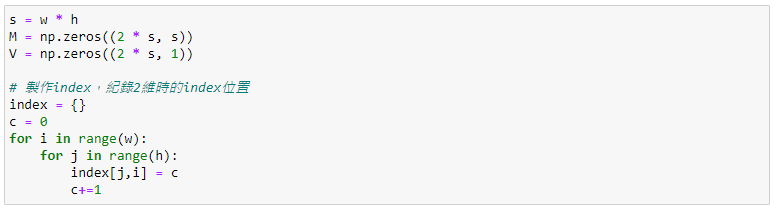 s = w * h
M = np.zeros((2 * s, s))
V = np.zeros((2 * s, 1))

# 製作index，紀錄2維時的index位置
index = {}
c = 0
for i in range(w):
    for j in range(h):
        index[j,i] = c
        c+=1